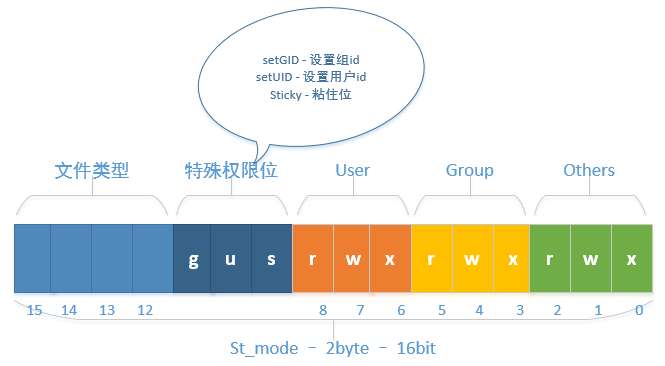 setGID - 设置组id
setUID - 设置用户id
Sticky - 粘住位
文件类型 特殊权限位 User Group Others
g u s r w x r w x r w x
15 14 13 12 8 7 6 5 4 3 2 1 0
St_mode - 2byte - 16bit